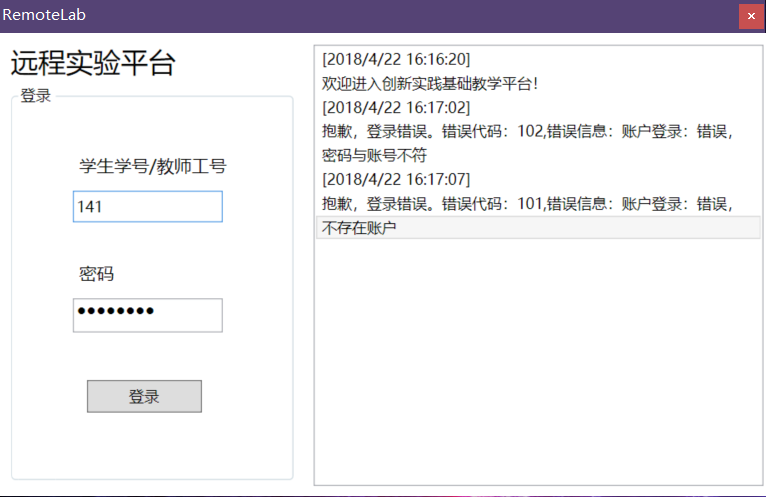 RemoteLab
远程实验平台
登录
学生学号/教师工号
141
密码
●●●●●●●●
登录
[2018/4/22 16:16:20]
欢迎进入创新实践基础教学平台！
[2018/4/22 16:17:02]
抱歉，登录错误。错误代码：102,错误信息：账户登录：错误，
密码与账号不符
[2018/4/22 16:17:07]
抱歉，登录错误。错误代码：101,错误信息：账户登录：错误，
不存在账户